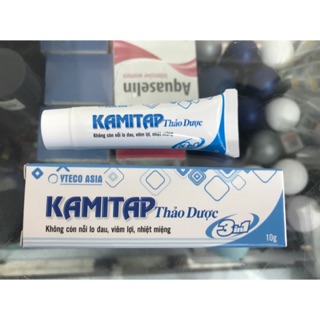 Aquaselin
KAMITAP Thảo Dược
Không còn nỗi lo đau, viêm lợi, nhiệt miệng
YTECO ASIA
KAMITAP Thảo Dược
Không còn nỗi lo đau, viêm lợi, nhiệt miệng
3in1
10g